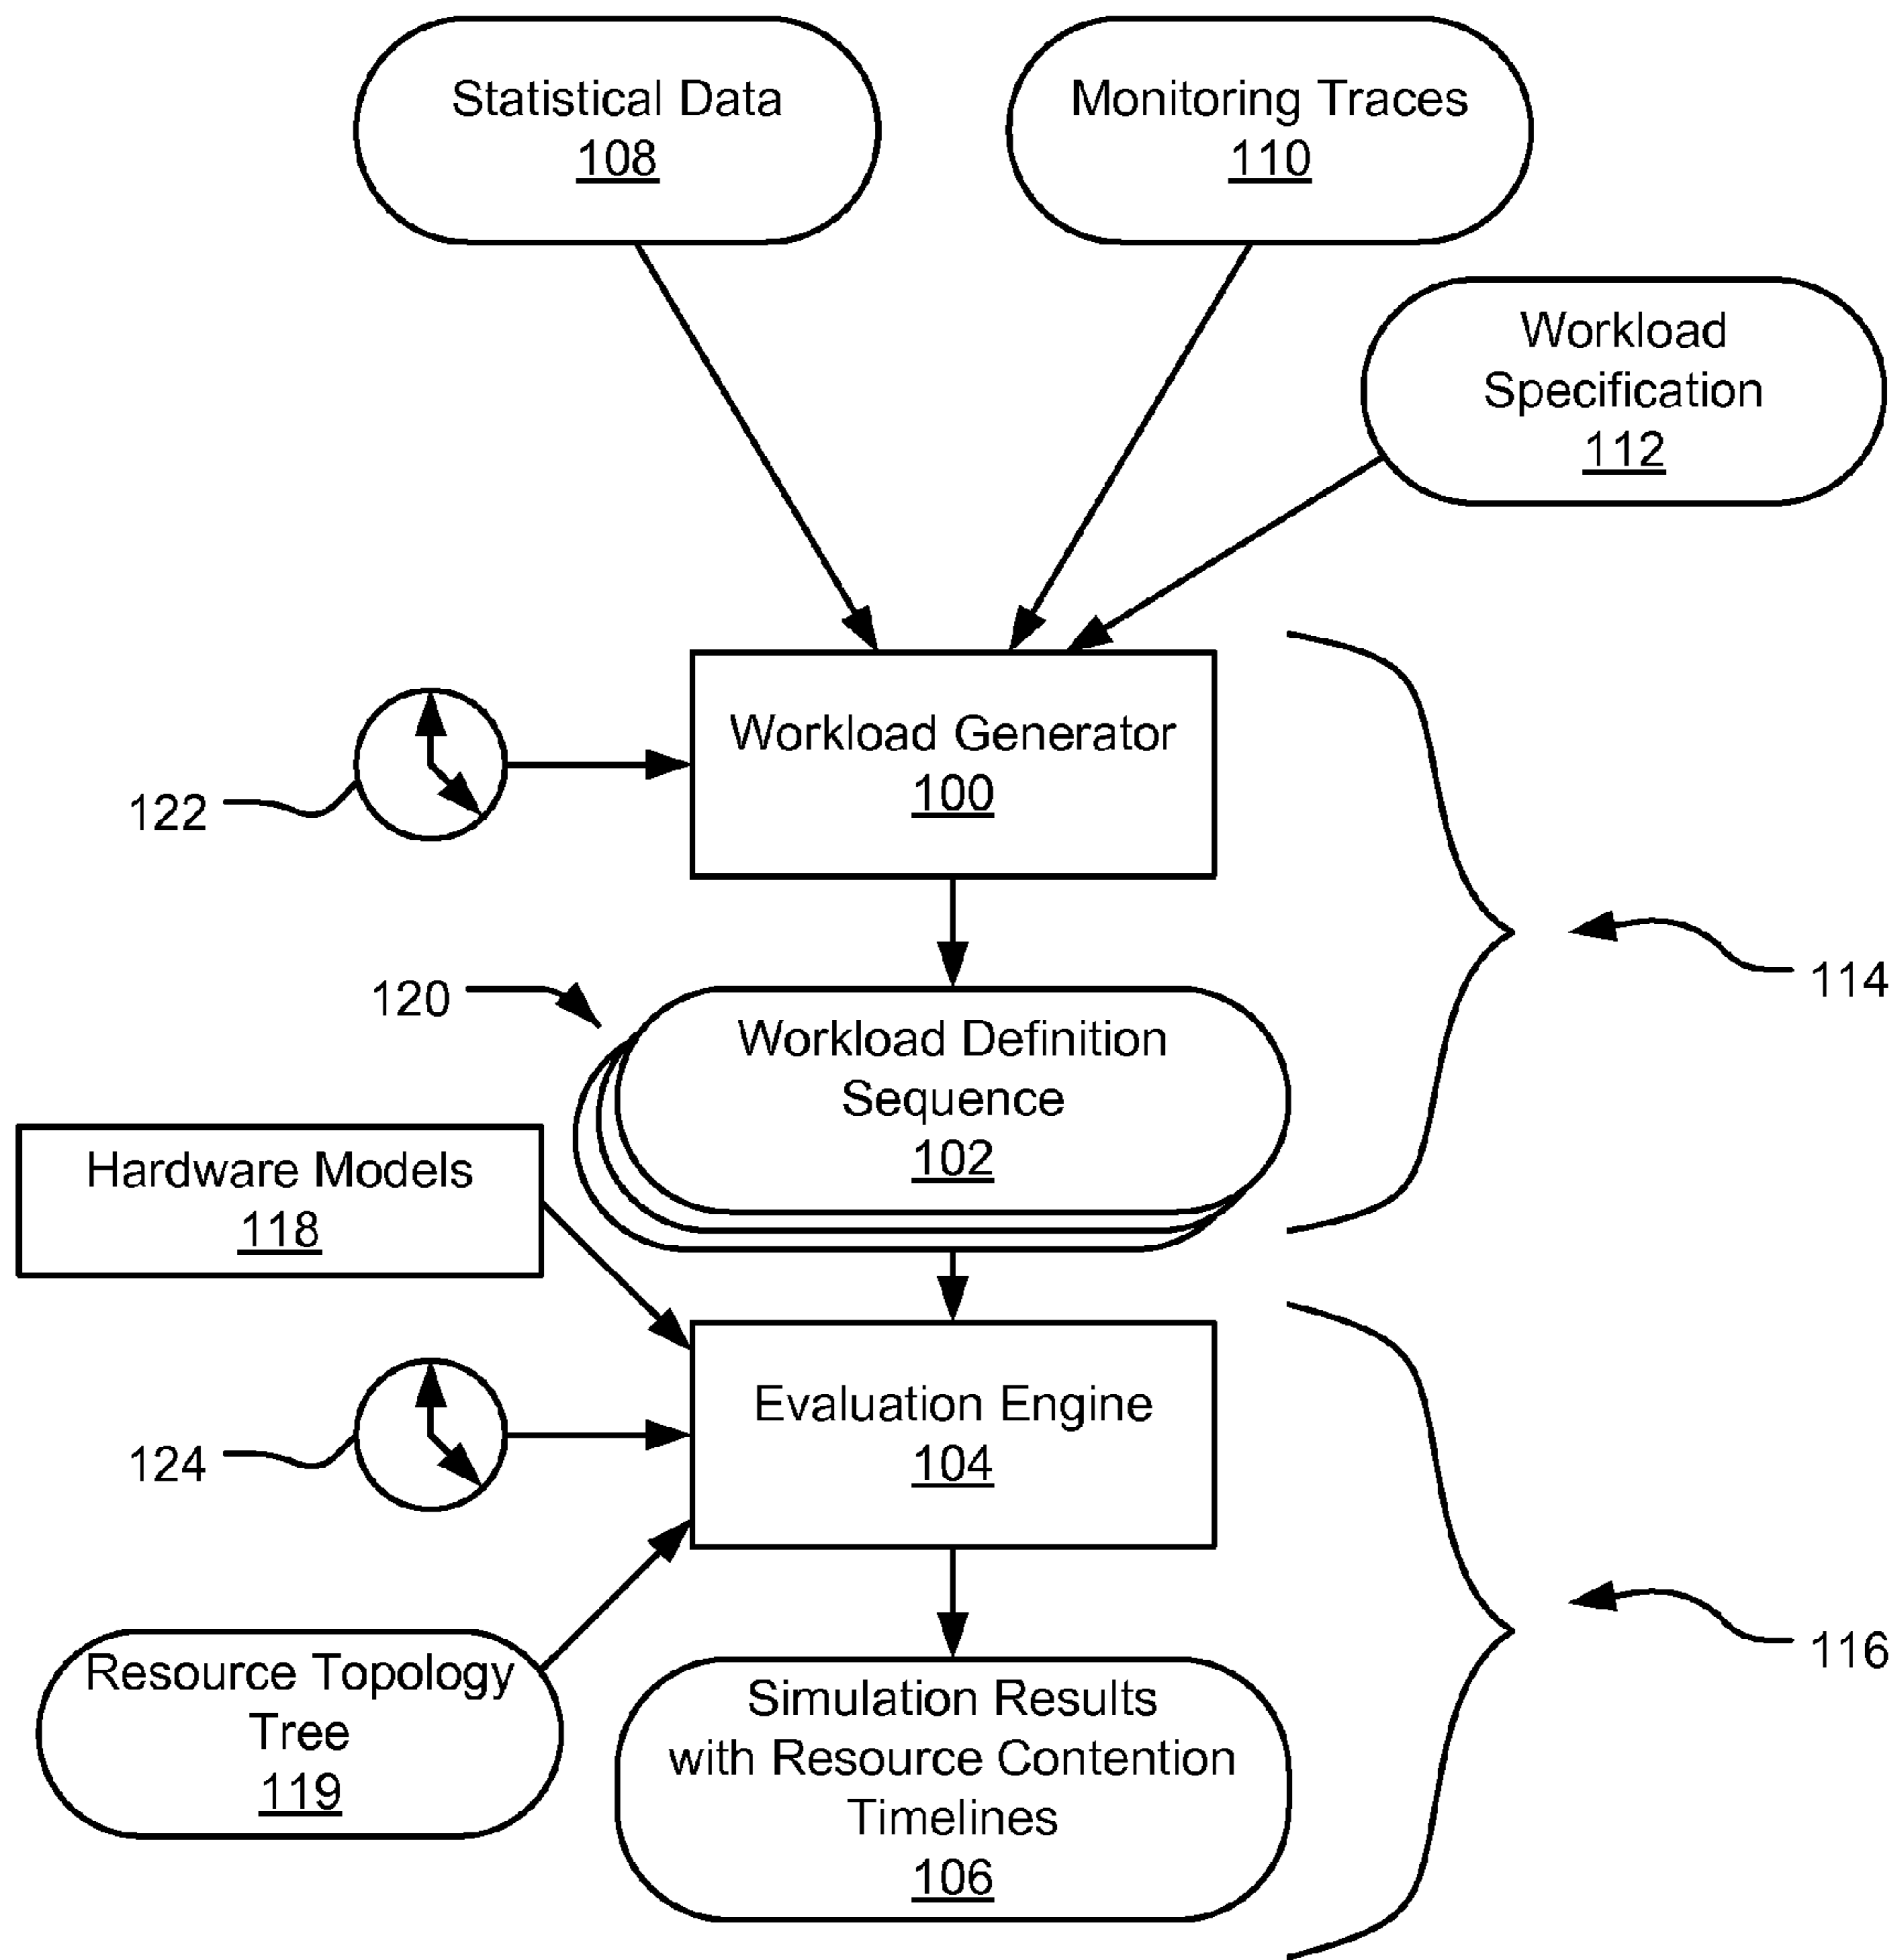 Statistical Data
108
Monitoring Traces
110
Workload
Specification
112
Workload Generator
100
122
114
120
Workload Definition
Sequence
102
Hardware Models
118
Evaluation Engine
104
124
116
Resource Topology
Tree
119
Simulation Results
with Resource Contention
Timelines
106